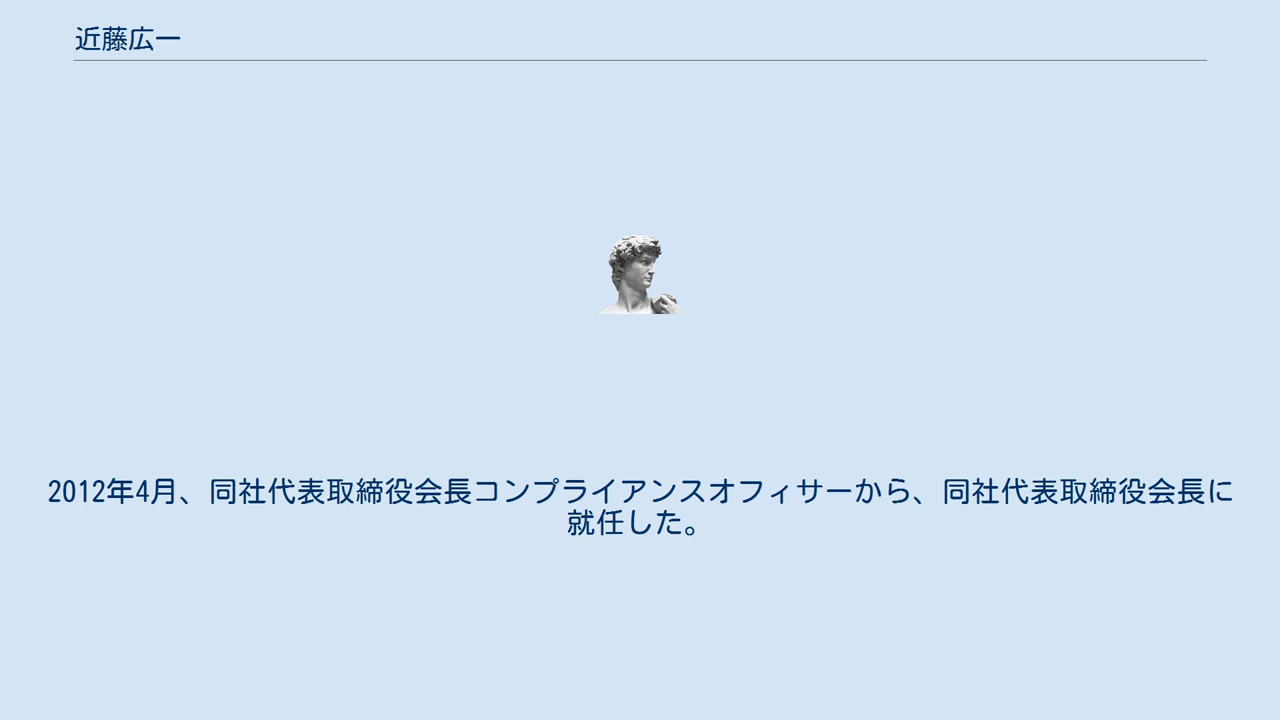 近藤広一
2012年4月、同社代表取締役会長コンプライアンスオフィサーから、同社代表取締役会長に
就任した。